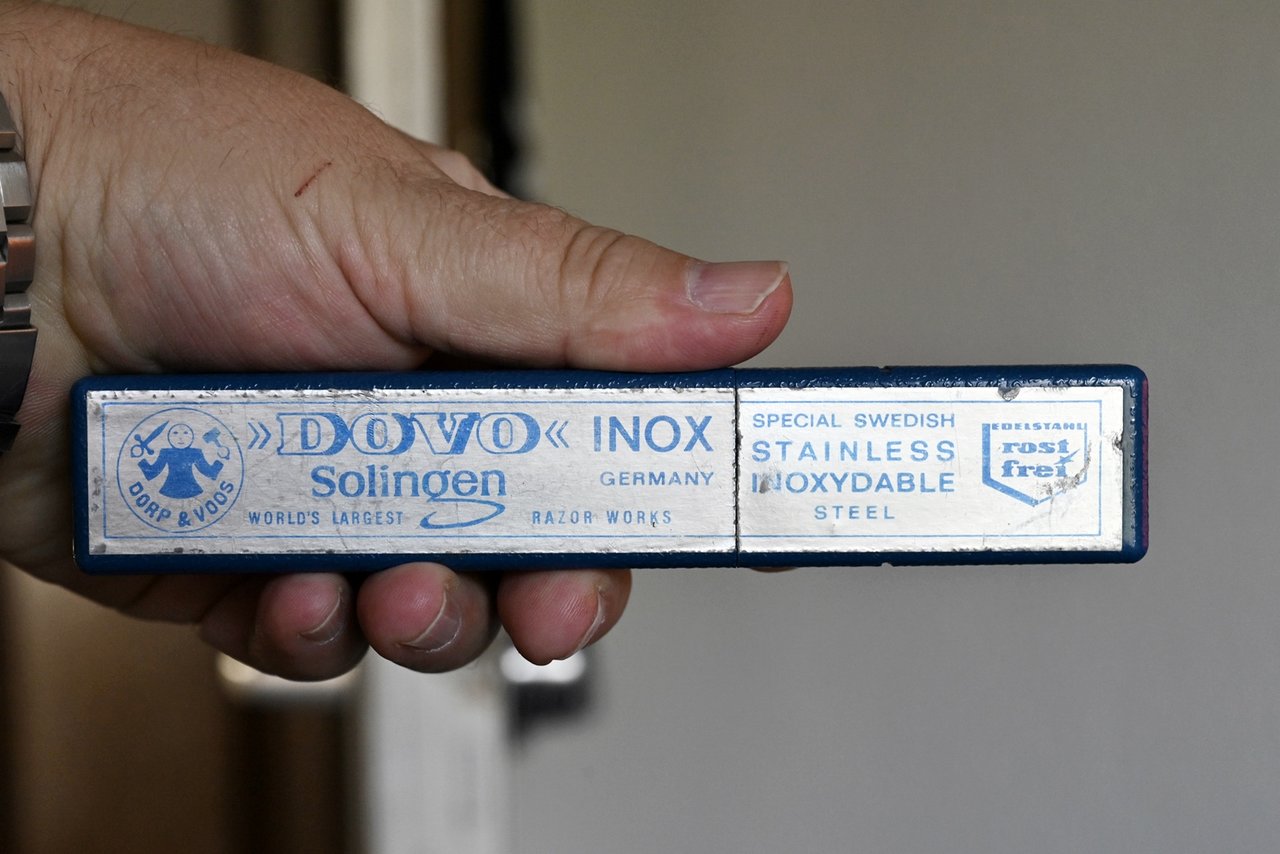 DORP & VOOS
»DOVO« INOX
Solingen GERMANY
WORLD'S LARGEST RAZOR WORKS
SPECIAL SWEDISH
STAINLESS
INOXYDABLE
STEEL
EDELSTAHL
rost
frei